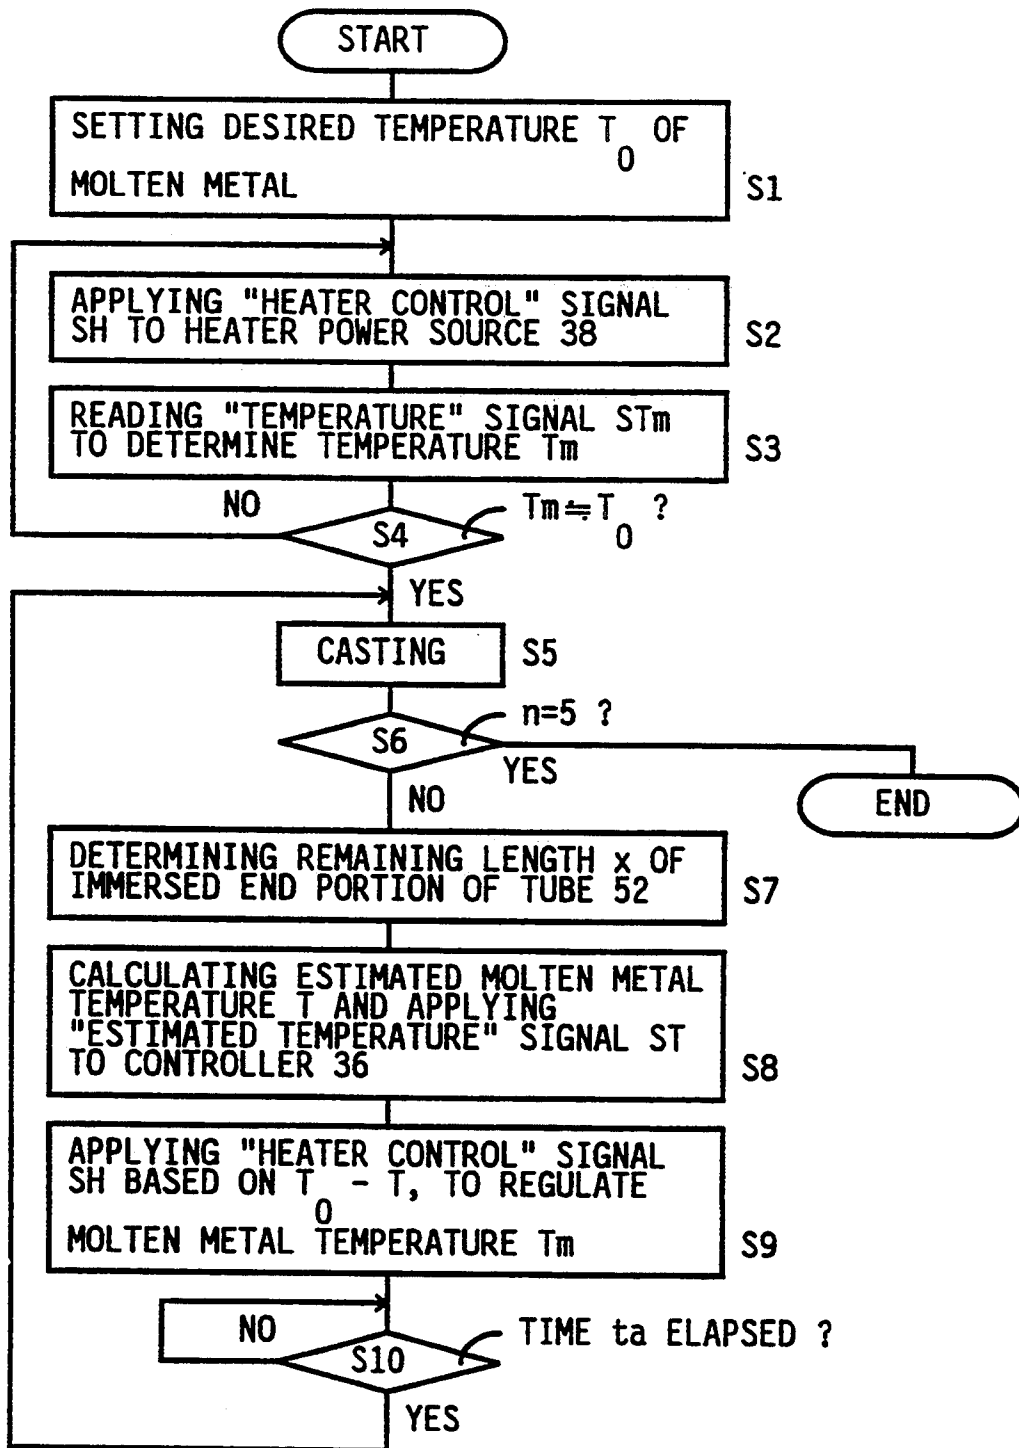 START
SETTING DESIRED TEMPERATURE T₀ OF
MOLTEN METAL
S1
APPLYING "HEATER CONTROL" SIGNAL
SH TO HEATER POWER SOURCE 38
S2
READING "TEMPERATURE" SIGNAL STm
TO DETERMINE TEMPERATURE Tm
S3
NO
Tm≒T₀ ?
S4
YES
CASTING
S5
n=5 ?
S6
YES
NO
END
DETERMINING REMAINING LENGTH x OF
IMMERSED END PORTION OF TUBE 52
S7
CALCULATING ESTIMATED MOLTEN METAL
TEMPERATURE T AND APPLYING
"ESTIMATED TEMPERATURE" SIGNAL ST
TO CONTROLLER 36
S8
APPLYING "HEATER CONTROL" SIGNAL
SH BASED ON T₀ - T, TO REGULATE
MOLTEN METAL TEMPERATURE Tm
S9
NO
TIME ta ELAPSED ?
S10
YES